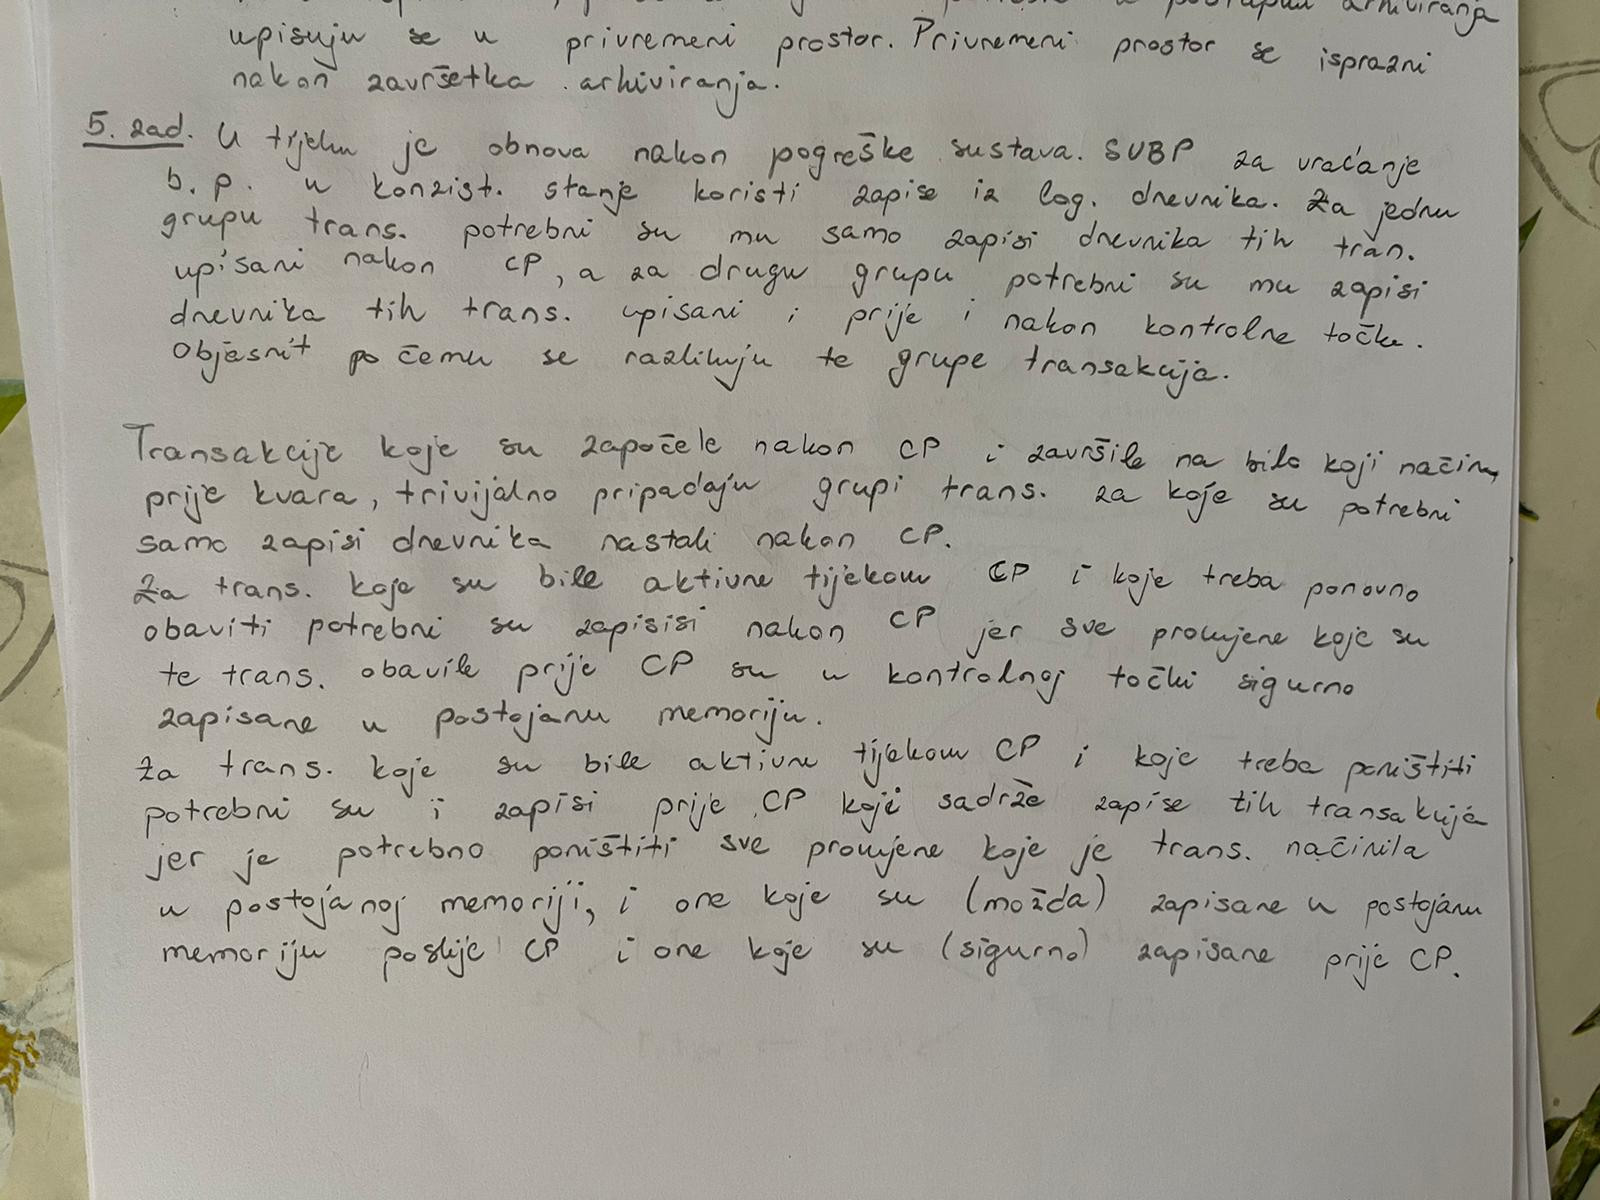 arhiviranja
upisuju se u privremeni prostor. Privremeni prostor se isprazni
nakon završetka arhiviranja.
5. zad. U tijeku je obnova nakon pogreške sustava. SUBP za vraćanje
b. p. u konzist. stanje koristi zapise iz log. dnevnika. Za jednu
grupu trans. potrebni su mu samo zapisi dnevnika tih tran.
upisani nakon CP, a za drugu grupu potrebni su mu zapisi
dnevnika tih trans. upisani i prije i nakon kontrolne točke.
Objesnit po čemu se razlikuju te grupe transakcija.
Transakcije koje su započele nakon CP i završile na bilo koji način,
prije kvara, trivijalno pripadaju grupi trans. za koje su potrebni
samo zapisi dnevnika nastali nakon CP.
Za trans. koje su bile aktivne tijekom CP i koje treba ponovno
obaviti potrebni su zapisisi nakon CP jer sve promjene koje su
te trans. obavile prije CP su u kontrolnoj točki sigurno
zapisane u postojanu memoriju.
Za trans. koje su bile aktivne tijekom CP i koje treba poništiti
potrebni su i zapisi prije CP koji sadrže zapise tih transakcija
jer je potrebno poništiti sve promjene koje je trans. načinila
u postojanoj memoriji, i one koje su (možda) zapisane u postojanu
memoriju poslije CP i one koje su (sigurno) zapisane prije CP.